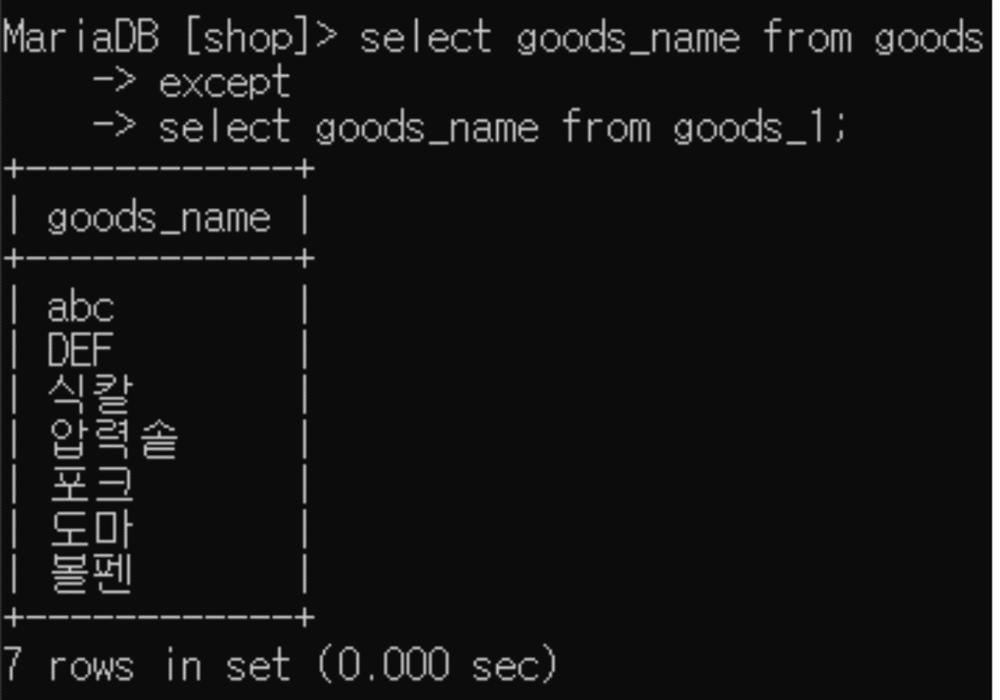 MariaDB [shop]> select goods_name from goods
    -> except
    -> select goods_name from goods_1;
+------------+
| goods_name |
+------------+
| abc        |
| DEF        |
| 식칼       |
| 압력솥     |
| 포크       |
| 도마       |
| 볼펜       |
+------------+
7 rows in set (0.000 sec)